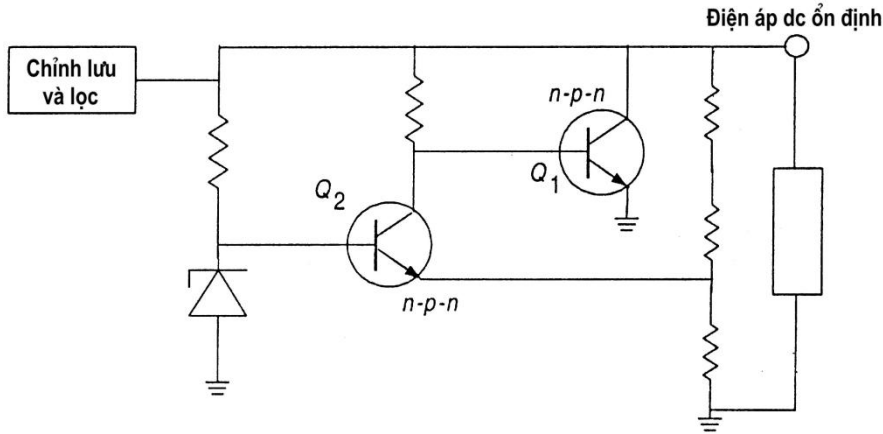 Điện áp dc ổn định
Chỉnh lưu
và lọc
n-p-n
Q1
Q2
n-p-n